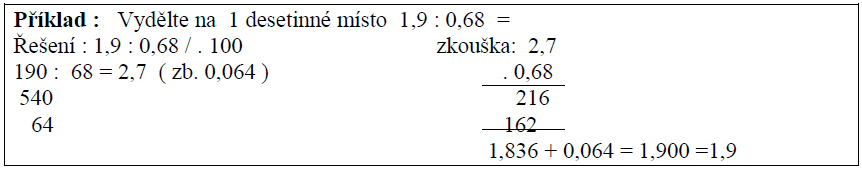 Příklad : Vydělte na 1 desetinné místo 1,9 : 0,68 =
Řešení : 1,9 : 0,68 / . 100 zkouška: 2,7
190 : 68 = 2,7 ( zb. 0,064 ) . 0,68
540 216
64 162
1,836 + 0,064 = 1,900 =1,9